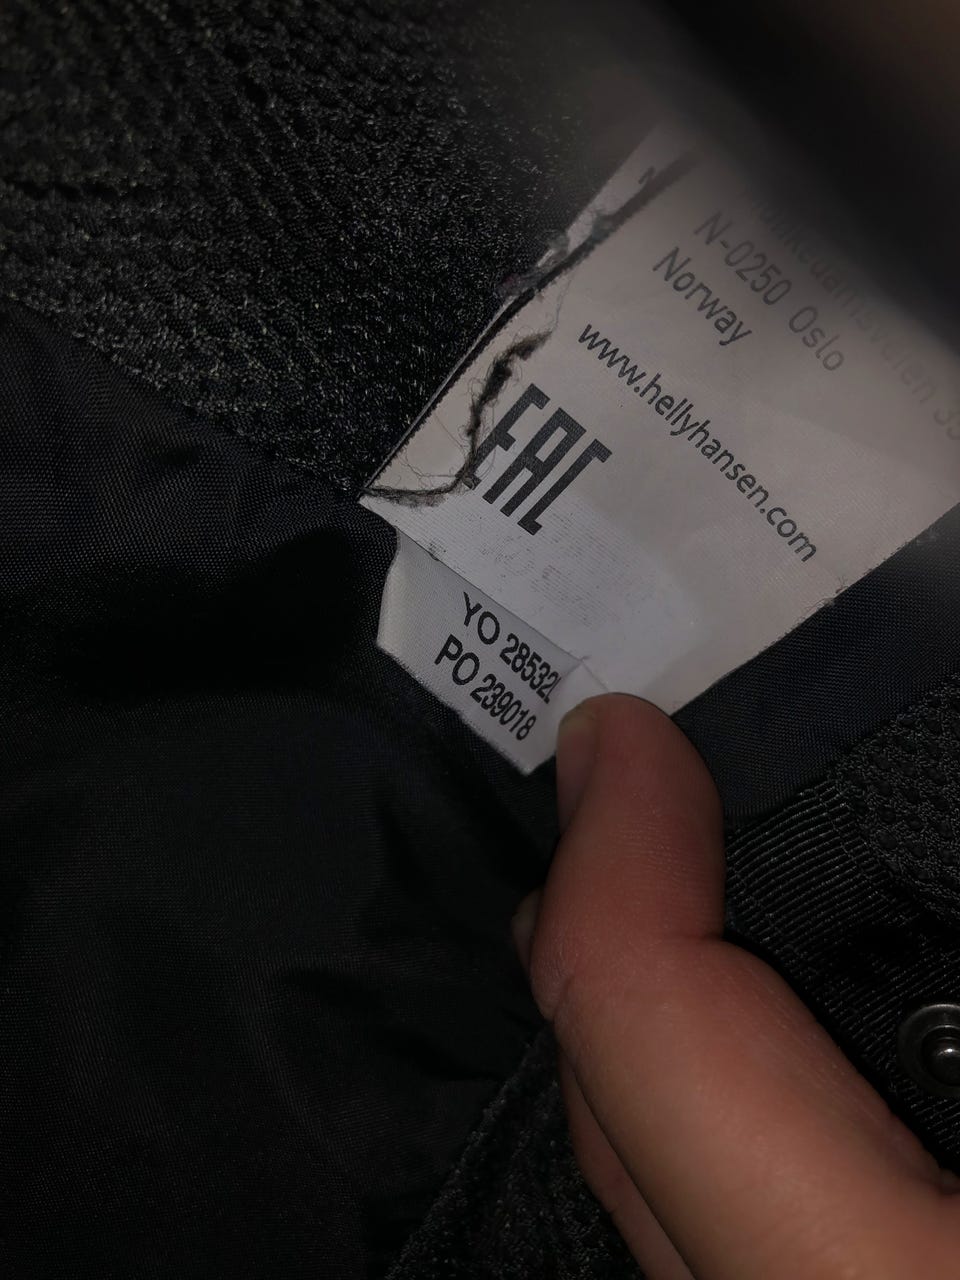 N-0250 Oslo
Norway
www.hellyhansen.com
EAC
YO 28532
PO 239018